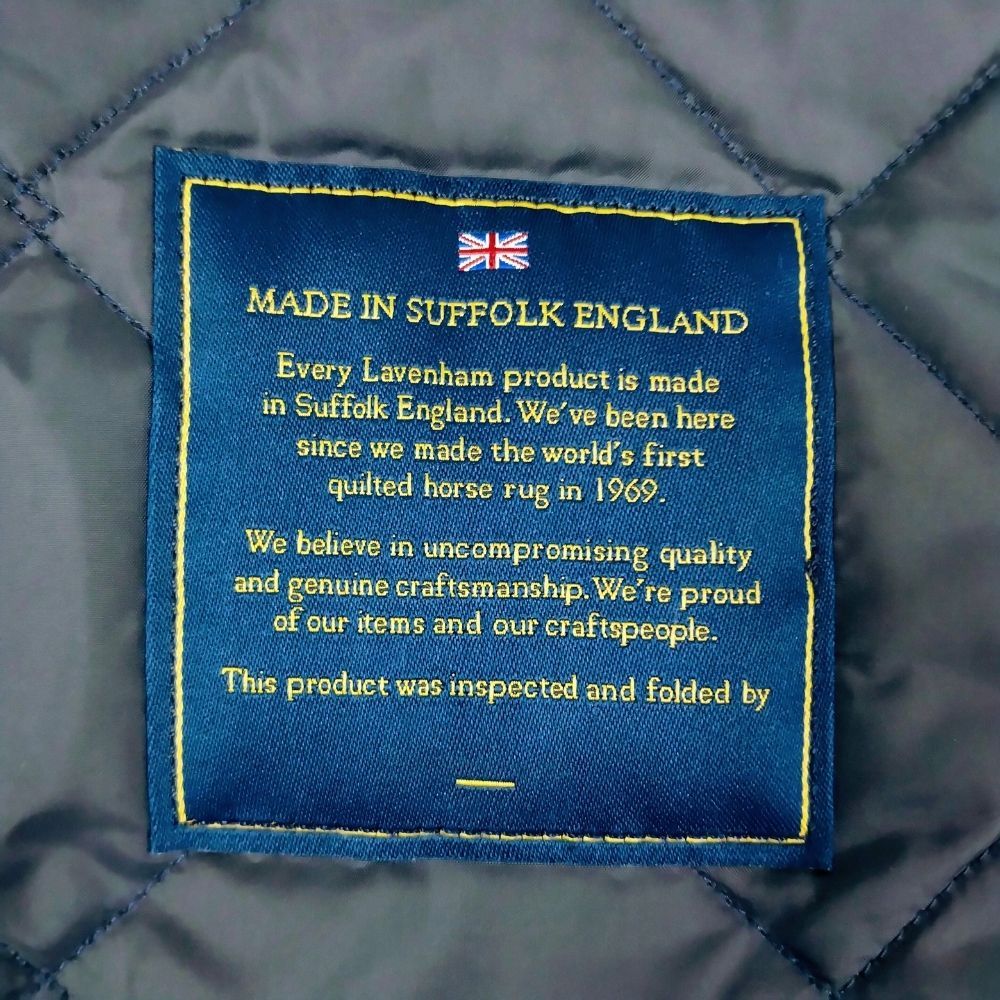 MADE IN SUFFOLK ENGLAND
Every Lavenham product is made
in Suffolk England. We've been here
since we made the world's first
quilted horse rug in 1969.
We believe in uncompromising quality
and genuine craftsmanship. We're proud
of our items and our craftspeople.
This product was inspected and folded by